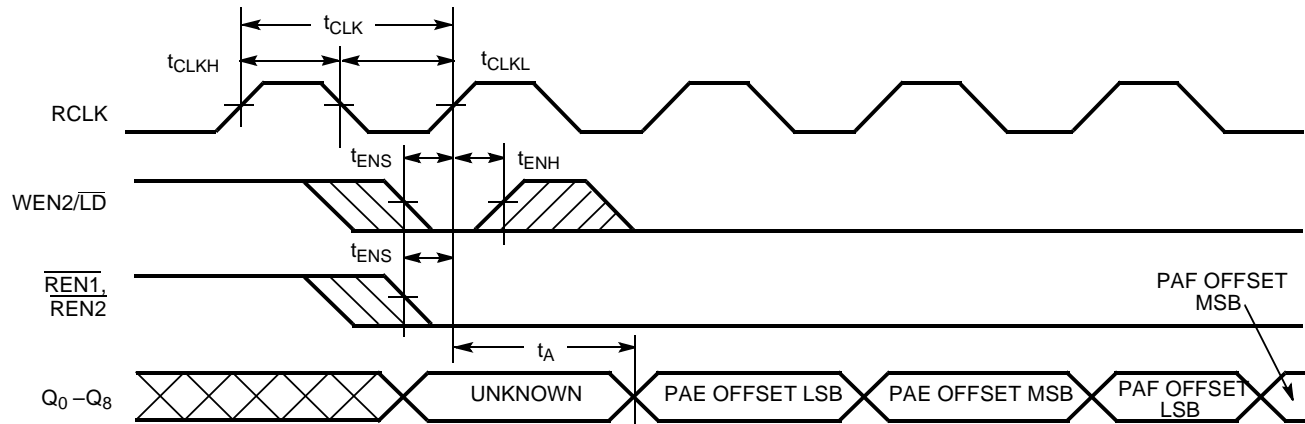 tCLK
tCLKH
tCLKL
RCLK
tENS
tENH
WEN2/LD
tENS
REN1,
REN2
PAF OFFSET
MSB
tA
Q0 –Q8
UNKNOWN
PAE OFFSET LSB
PAE OFFSET MSB
PAF OFFSET
LSB